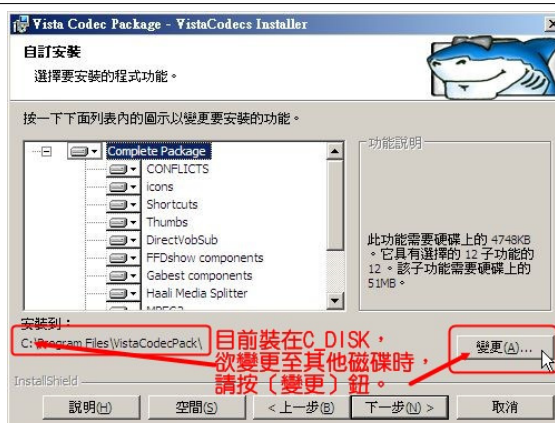 Vista Codec Package - VistaCodecs Installer
自訂安裝
選擇要安裝的程式功能。
按一下下面列表內的圖示以變更要安裝的功能。
Complete Package
CONFLICTS
icons
Shortcuts
Thumbs
DirectVobSub
FFDshow components
Gabest components
Haali Media Splitter
MPEG2
功能說明
此功能需要硬碟上的 4748KB
。它具有選擇的 12 子功能的
12。該子功能需要硬碟上的
51MB。
安裝到：
C:\Program Files\VistaCodecPack\
目前裝在C_DISK，
欲變更至其他磁碟時，
請按〔變更〕鈕。
變更(A)...
InstallShield
說明(H)
空間(S)
< 上一步(B)
下一步(N) >
取消